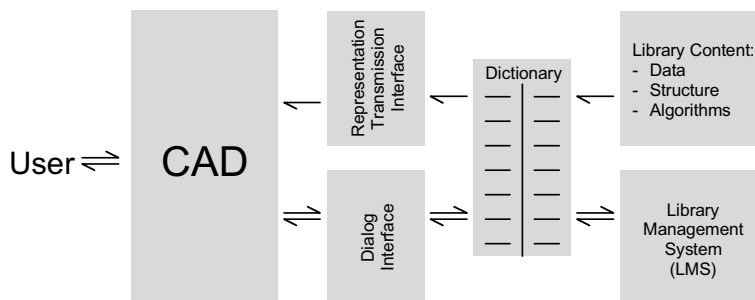 User
CAD
Representation
Transmission
Interface
Dialog
Interface
Dictionary
Library Content:
- Data
- Structure
- Algorithms
Library
Management
System
(LMS)